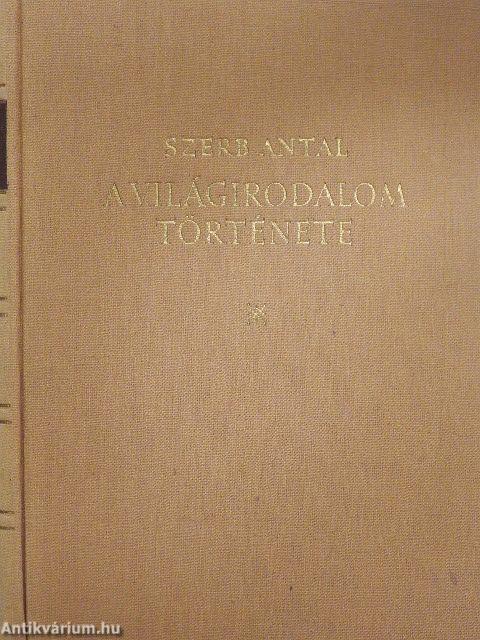 SZERB ANTAL
A VILÁGIRODALOM
TÖRTÉNETE
Antikvárium.hu